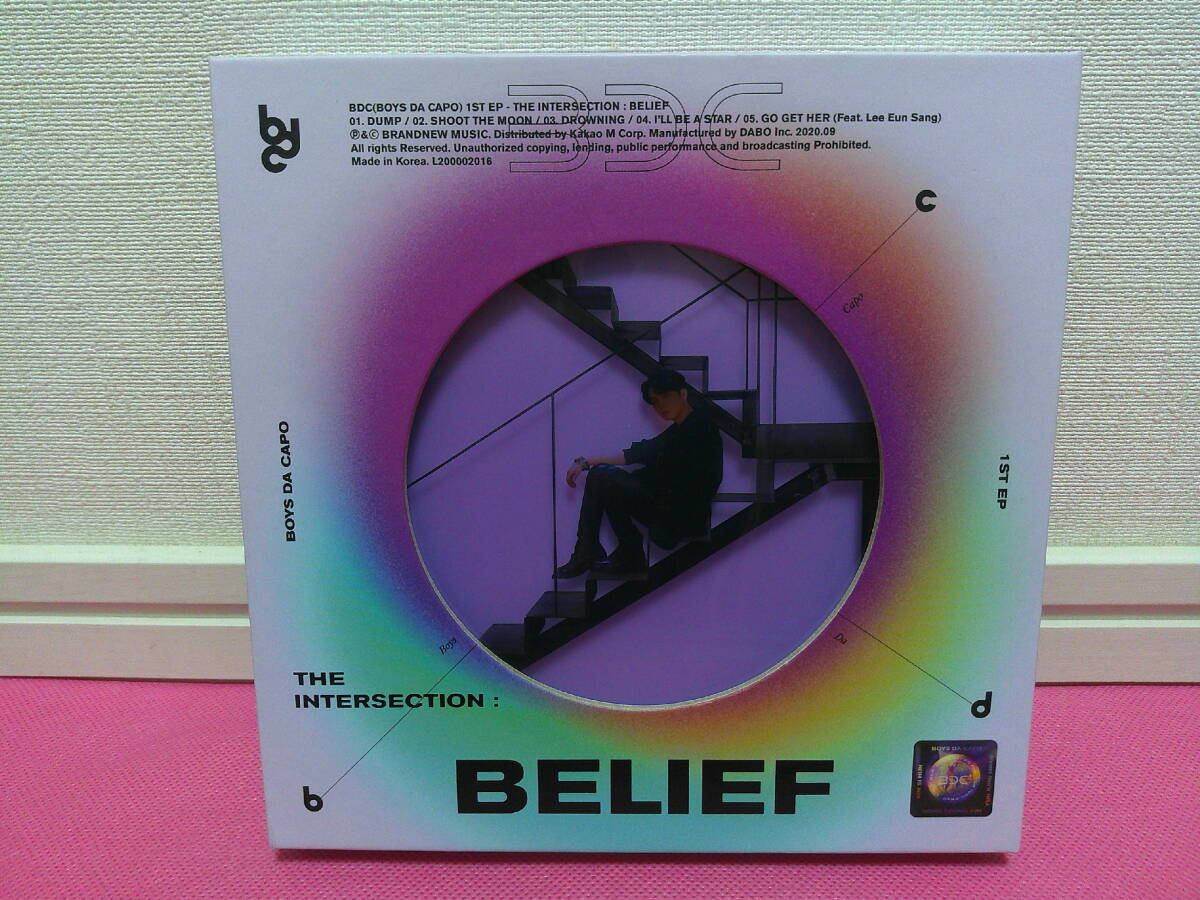 BDC(BOYS DA CAPO) 1ST EP - THE INTERSECTION : BELIEF
01. DUMP / 02. SHOOT THE MOON / 03. DROWNING / 04. I'LL BE A STAR / 05. GO GET HER (Feat. Lee Eun Sang)
℗&© BRANDNEW MUSIC. Distributed by Kakao M Corp. Manufactured by DABO Inc. 2020.09
All rights Reserved. Unauthorized copying, lending, public performance and broadcasting Prohibited.
Made in Korea. L200002016
BDC
c
Capo
BOYS DA CAPO
1ST EP
Boys
Da
THE
INTERSECTION :
d
b
BELIEF
BOYS DA CAPO
BDC